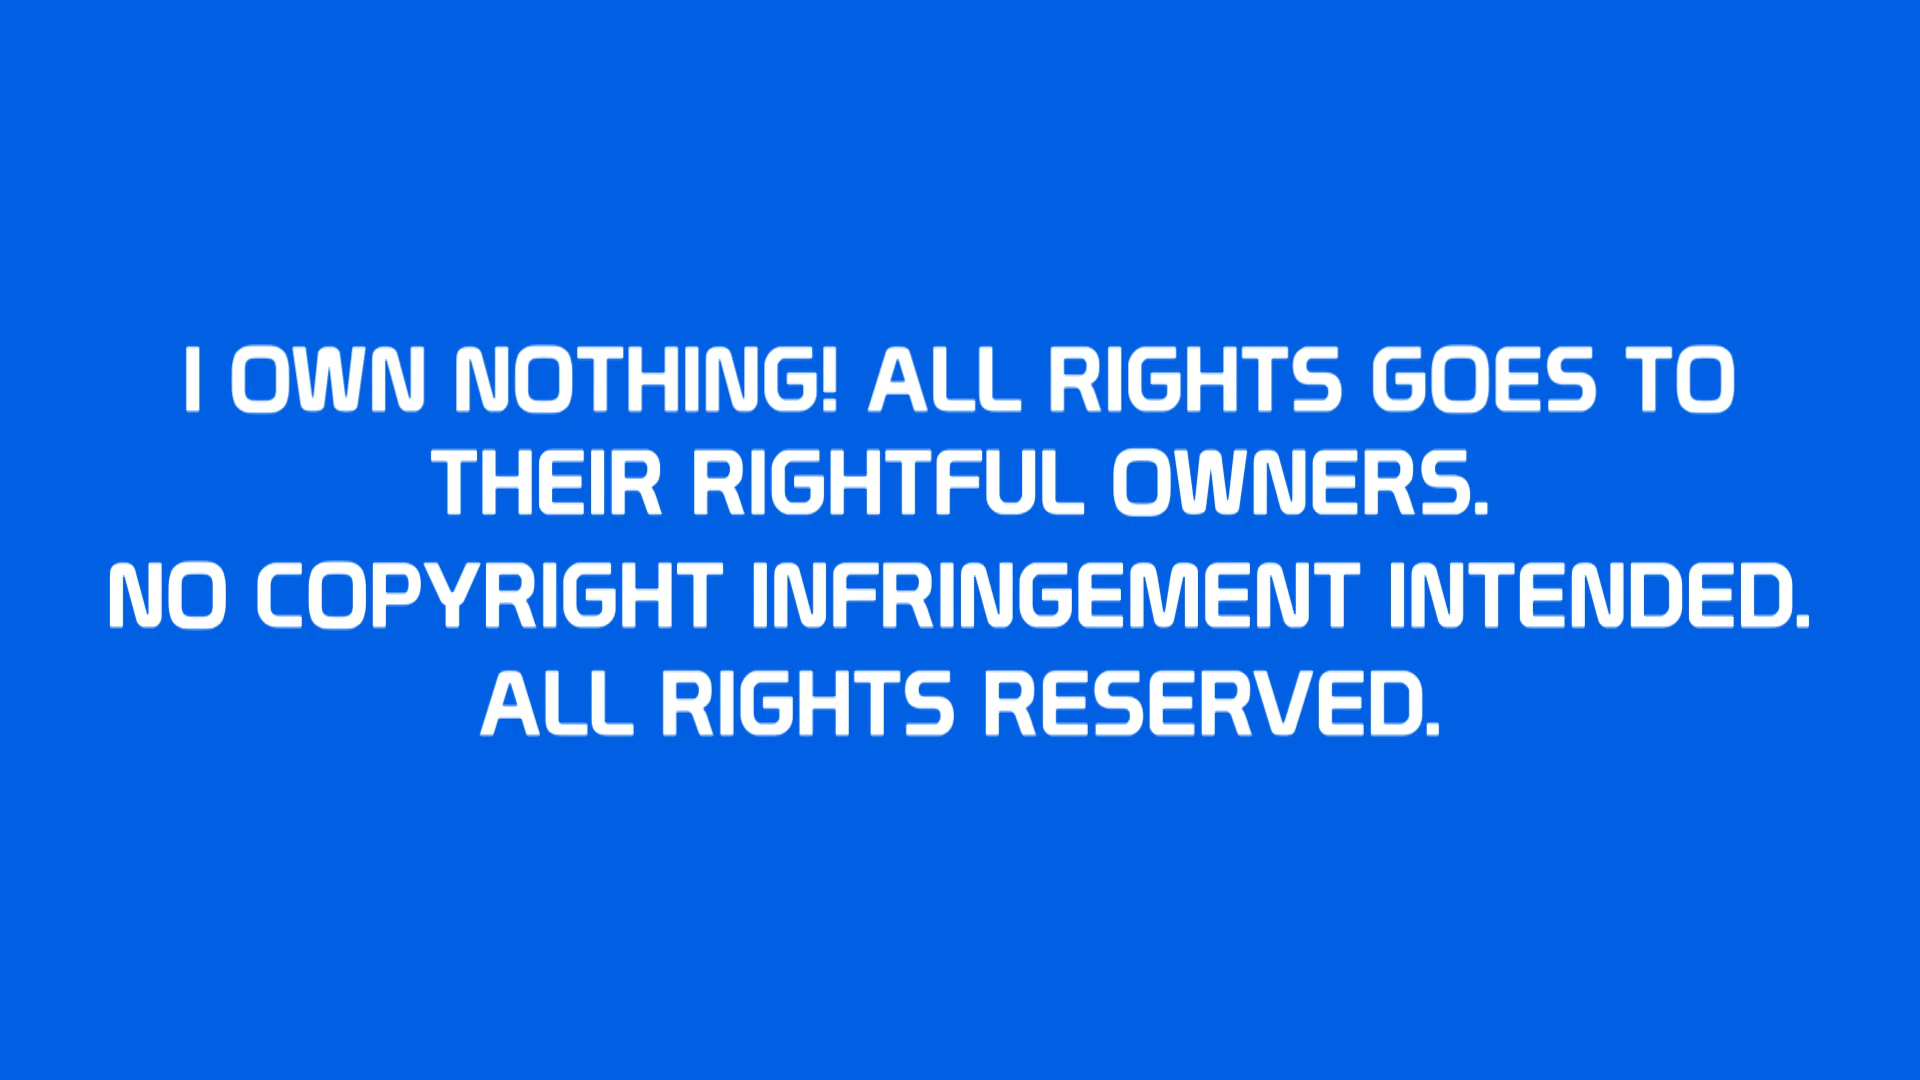 I OWN NOTHING! ALL RIGHTS GOES TO
THEIR RIGHTFUL OWNERS.
NO COPYRIGHT INFRINGEMENT INTENDED.
ALL RIGHTS RESERVED.